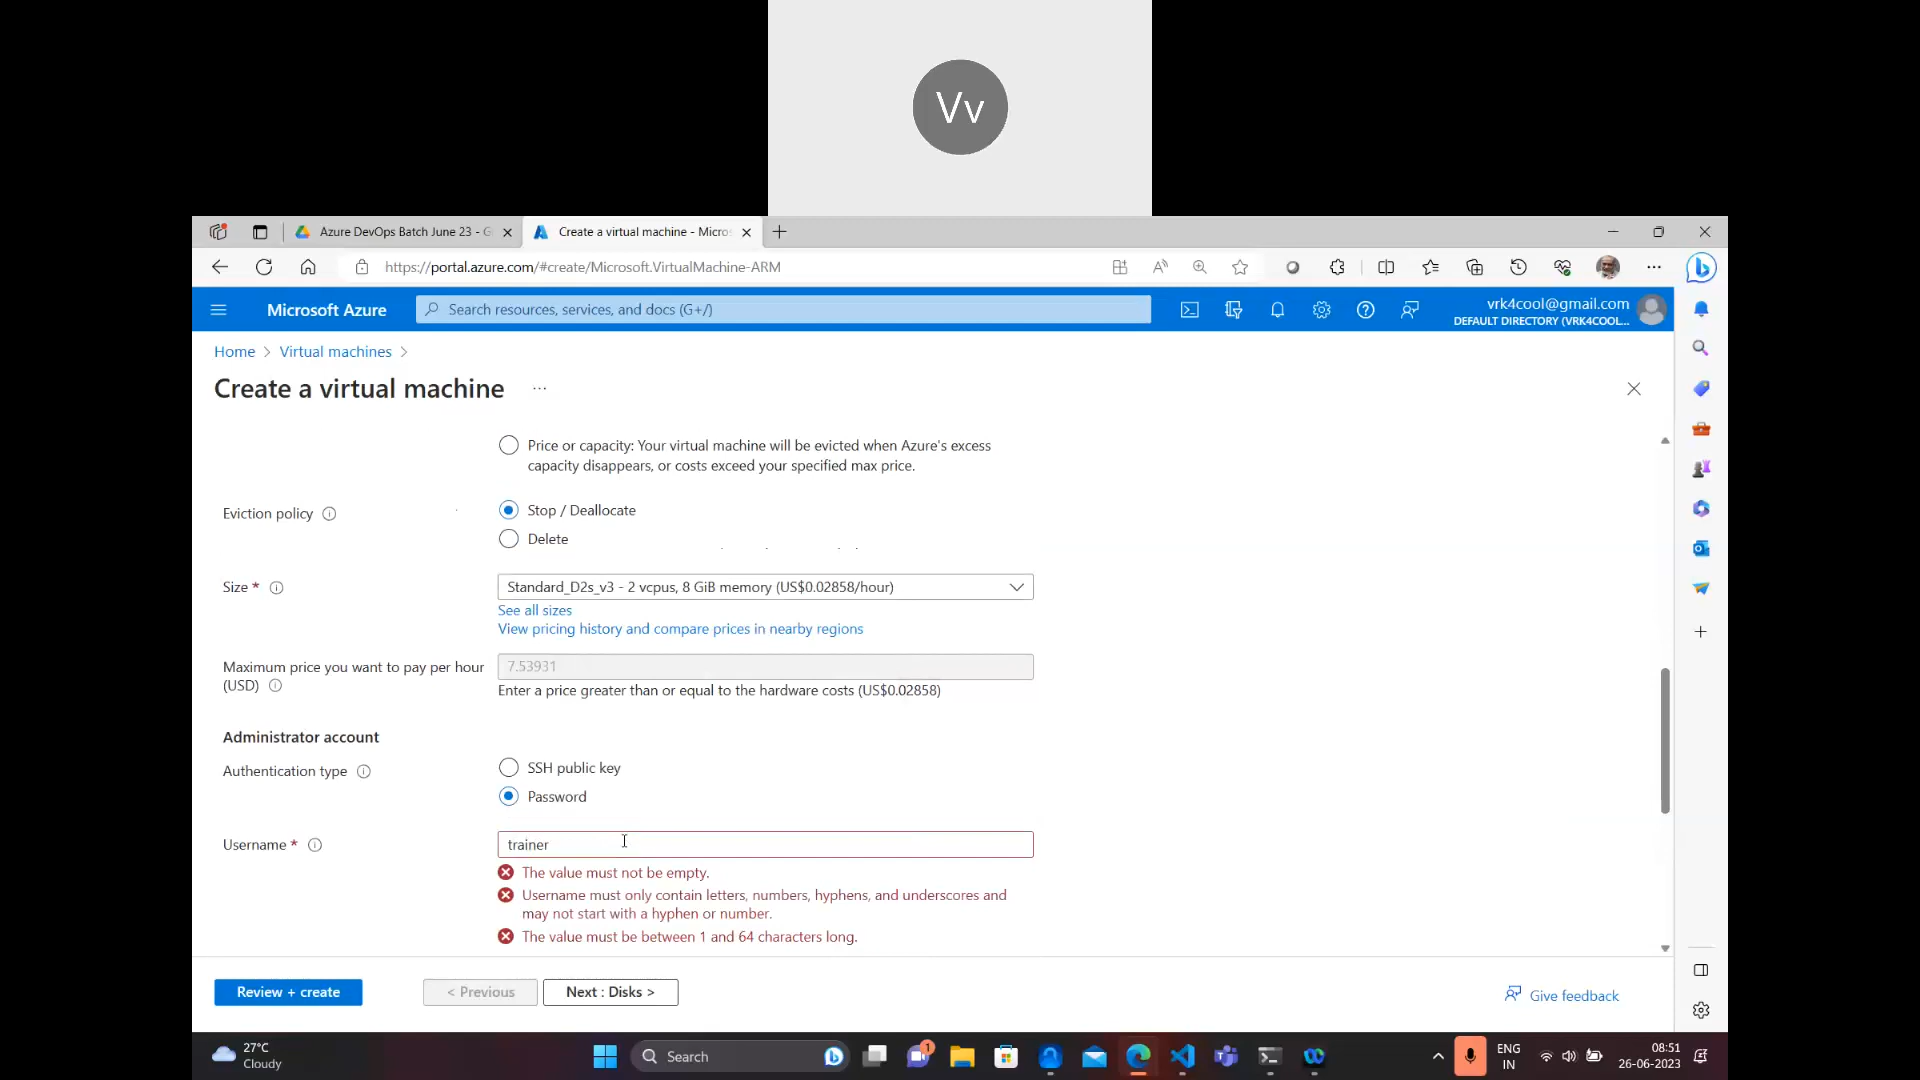 Vv
Azure DevOps Batch June 23 - G
Create a virtual machine - Micros
https://portal.azure.com/#create/Microsoft.VirtualMachine-ARM
Microsoft Azure
Search resources, services, and docs (G+/)
vrk4cool@gmail.com
DEFAULT DIRECTORY (VRK4COOL...
Home > Virtual machines >
Create a virtual machine ...
Price or capacity: Your virtual machine will be evicted when Azure's excess
capacity disappears, or costs exceed your specified max price.
Eviction policy
Stop / Deallocate
Delete
Size *
Standard_D2s_v3 - 2 vcpus, 8 GiB memory (US$0.02858/hour)
See all sizes
View pricing history and compare prices in nearby regions
Maximum price you want to pay per hour
(USD)
7.53931
Enter a price greater than or equal to the hardware costs (US$0.02858)
Administrator account
Authentication type
SSH public key
Password
Username *
trainer
The value must not be empty.
Username must only contain letters, numbers, hyphens, and underscores and
may not start with a hyphen or number.
The value must be between 1 and 64 characters long.
Review + create
< Previous
Next : Disks >
Give feedback
27°C
Cloudy
Search
1
ENG
IN
08:51
26-06-2023